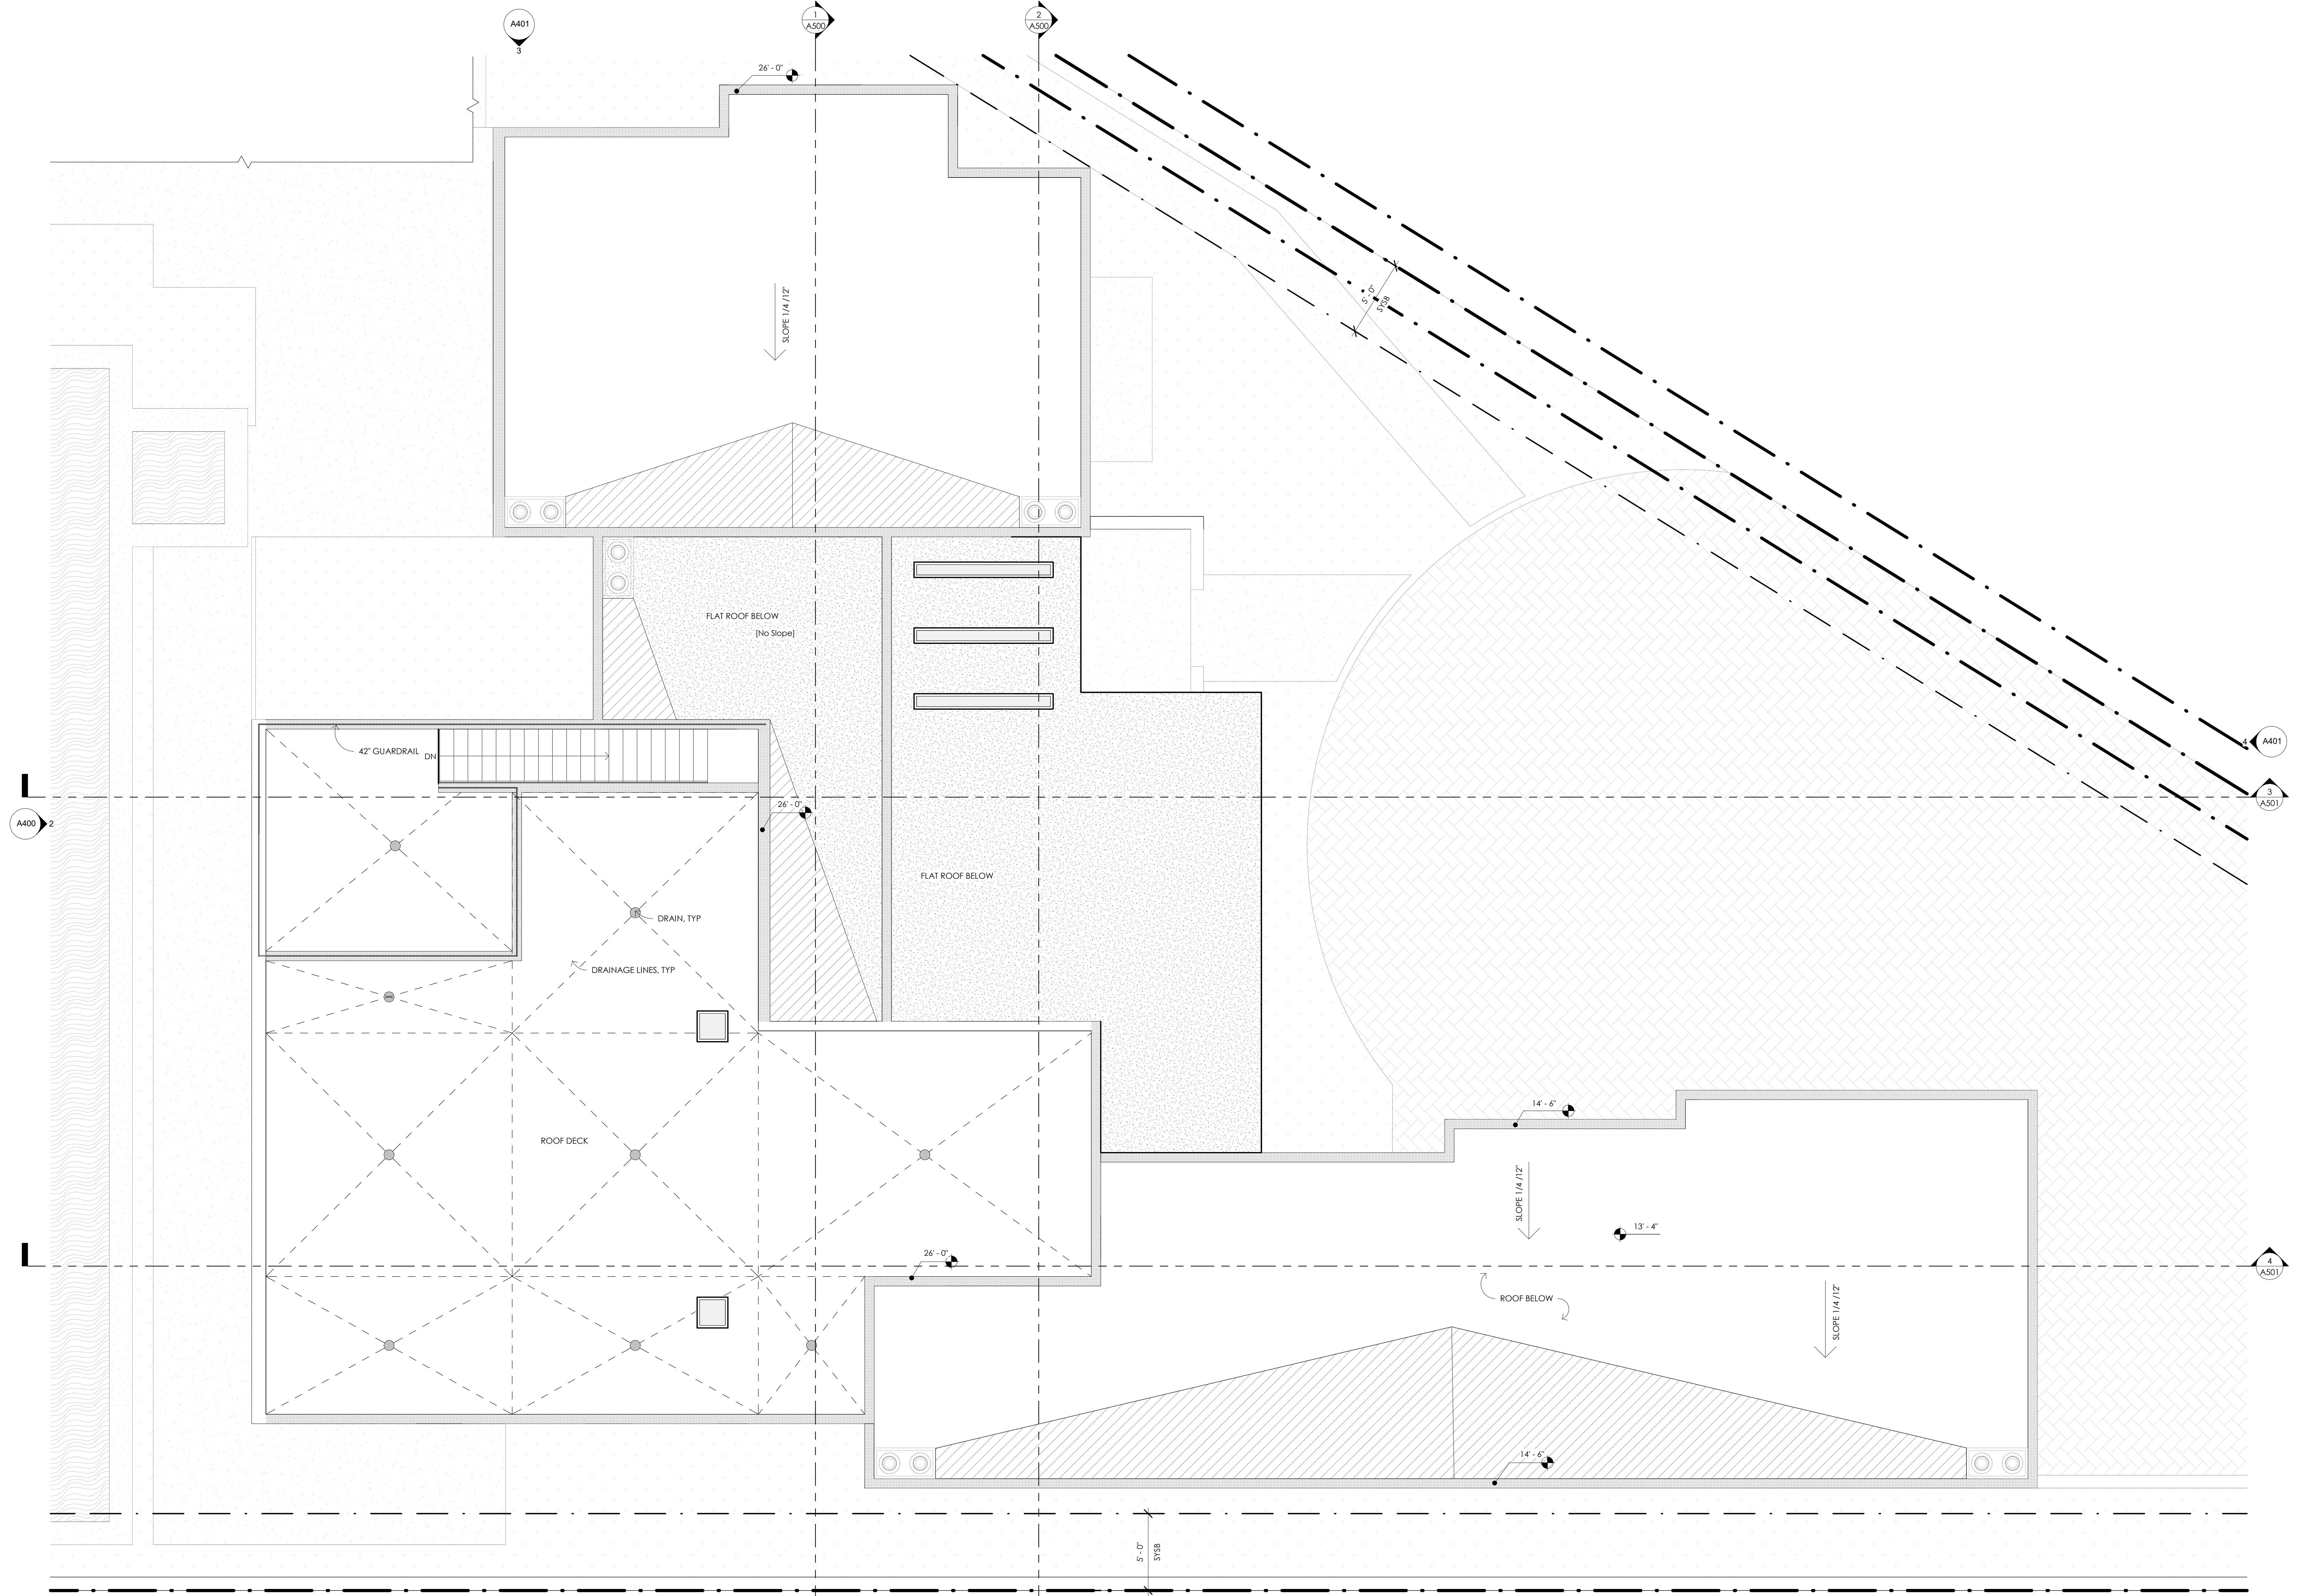 1
A500
2
A500
A401
3
26' - 0"
5' - 0"
SYSB
SLOPE 1/4 /12"
FLAT ROOF BELOW
[No Slope]
42" GUARDRAIL
DN
4
A401
3
A501
A400
2
26' - 0"
FLAT ROOF BELOW
DRAIN, TYP
DRAINAGE LINES, TYP
14' - 6"
ROOF DECK
SLOPE 1/4 /12"
13' - 4"
26' - 0"
4
A501
ROOF BELOW
SLOPE 1/4 /12"
14' - 6"
5' - 0"
SYSB